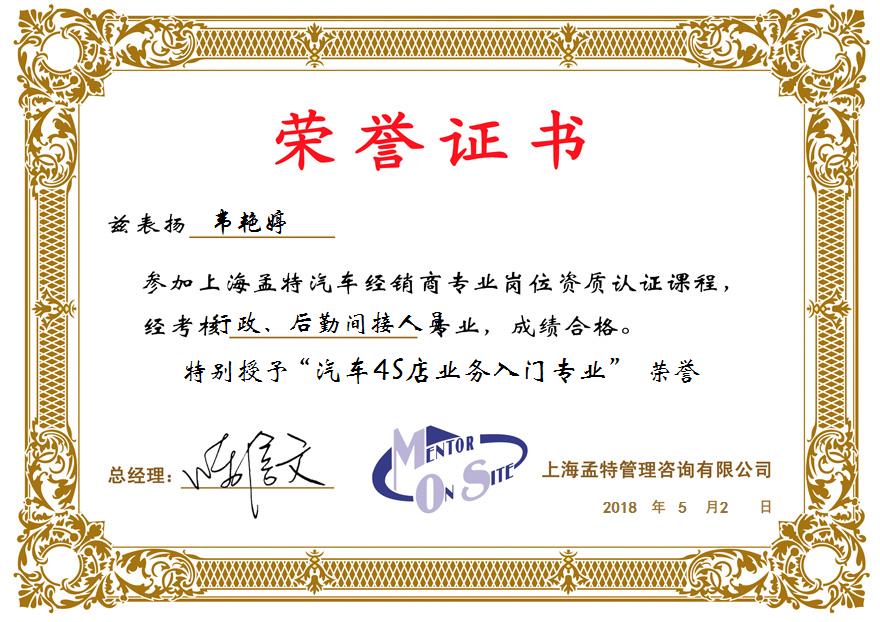 荣誉证书
兹表扬 韦艳婷
参加上海孟特汽车经销商专业岗位资质认证课程，
经考核行政、后勤间接人员专业，成绩合格。
特别授予“汽车4S店业务入门专业” 荣誉
总经理：
MENTOR
ON SITE
上海孟特管理咨询有限公司
2018 年 5 月2 日